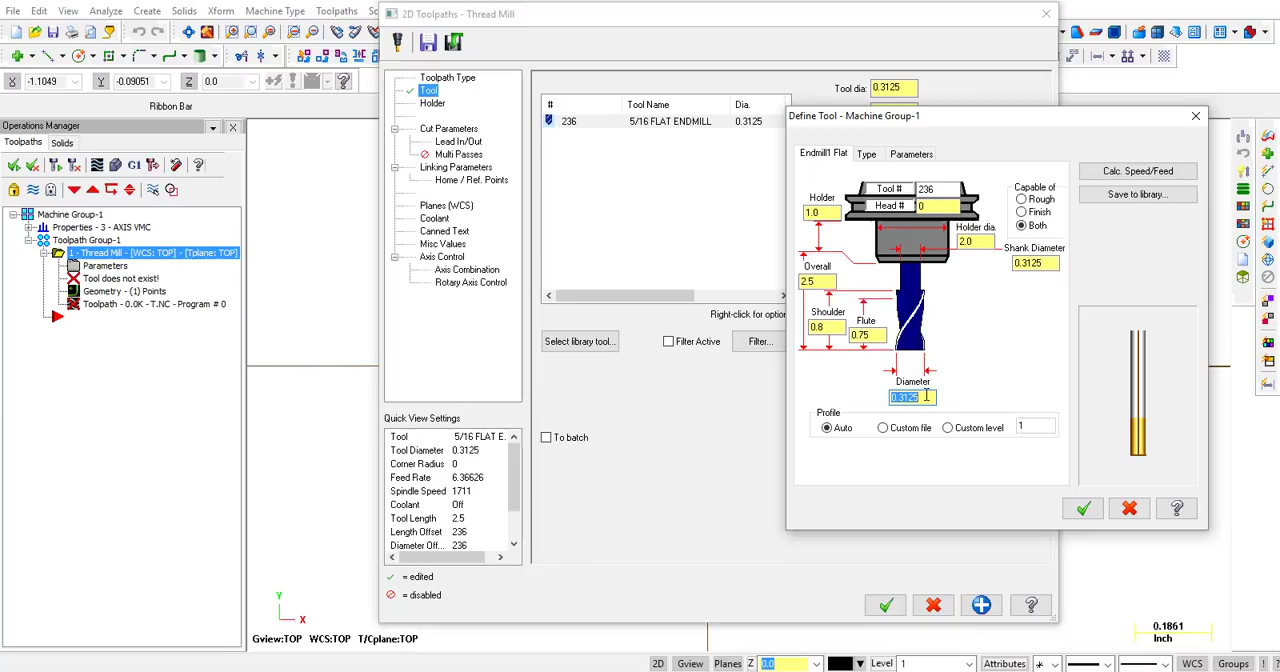 File Edit View Analyze Create Solids Xform Machine Type Toolpaths
2D Toolpaths - Thread Mill
X -1.1049 Y -0.09051 Z 0.0
Ribbon Bar
Operations Manager
Toolpaths Solids
G1
Machine Group-1
Properties - 3 - AXIS VMC
Toolpath Group-1
1 - Thread Mill - [WCS: TOP] - [Tplane: TOP]
Parameters
Tool does not exist!
Geometry - (1) Points
Toolpath - 0.0K - T.NC - Program # 0
Toolpath Type
Tool
Holder
Cut Parameters
Lead In/Out
Multi Passes
Linking Parameters
Home / Ref. Points
Planes (WCS)
Coolant
Canned Text
Misc Values
Axis Control
Axis Combination
Rotary Axis Control
Quick View Settings
Tool 5/16 FLAT E.
Tool Diameter 0.3125
Corner Radius 0
Feed Rate 6.36626
Spindle Speed 1711
Coolant Off
Tool Length 2.5
Length Offset 236
Diameter Off... 236
= edited
= disabled
Tool dia: 0.3125
# Tool Name Dia.
236 5/16 FLAT ENDMILL 0.3125
Right-click for option
Select library tool... Filter Active Filter...
To batch
Define Tool - Machine Group-1
Endmill1 Flat Type Parameters
Tool # 236
Head # 0
Holder
1.0
Capable of
Rough
Finish
Both
Holder dia.
2.0
Shank Diameter
0.3125
Overall
2.5
Shoulder
0.8
Flute
0.75
Diameter
0.3125
Profile
Auto Custom file Custom level 1
Calc. Speed/Feed
Save to library...
Y
X
Gview:TOP WCS:TOP T/Cplane:TOP
0.1861
Inch
2D Gview Planes Z 0.0 Level 1 Attributes WCS Groups